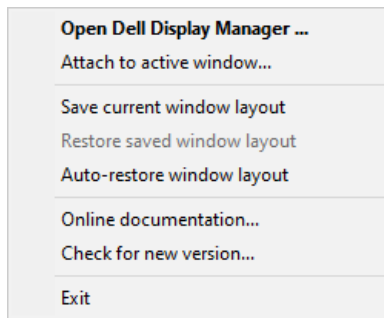 Open Dell Display Manager ...
Attach to active window...
Save current window layout
Restore saved window layout
Auto-restore window layout
Online documentation...
Check for new version...
Exit